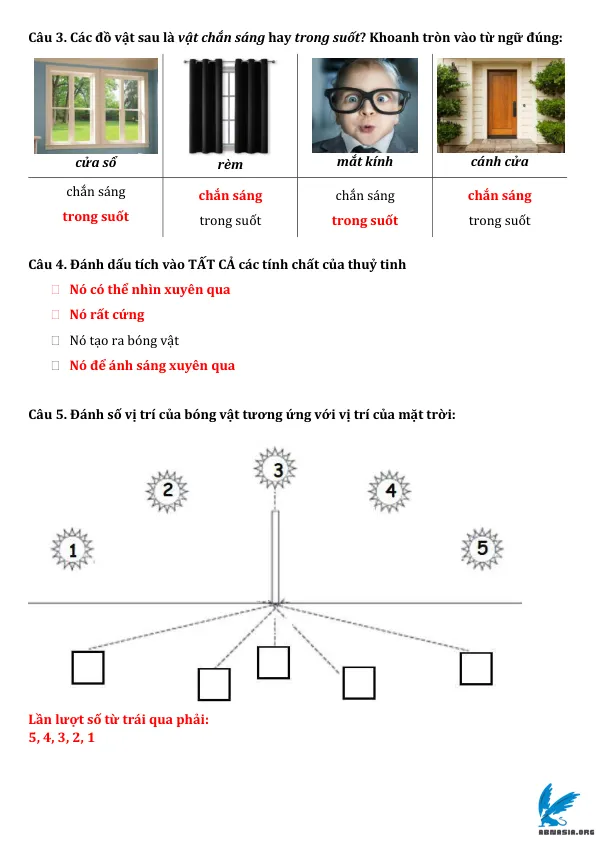 Câu 3. Các đồ vật sau là vật chắn sáng hay trong suốt? Khoanh tròn vào từ ngữ đúng:
cửa sổ
rèm
mắt kính
cánh cửa
chắn sáng
chắn sáng
chắn sáng
chắn sáng
trong suốt
trong suốt
trong suốt
trong suốt
Câu 4. Đánh dấu tích vào TẤT CẢ các tính chất của thuỷ tinh
Nó có thể nhìn xuyên qua
Nó rất cứng
Nó tạo ra bóng vật
Nó để ánh sáng xuyên qua
Câu 5. Đánh số vị trí của bóng vật tương ứng với vị trí của mặt trời:
1
2
3
4
5
Lần lượt số từ trái qua phải:
5, 4, 3, 2, 1
ABNASIA.ORG